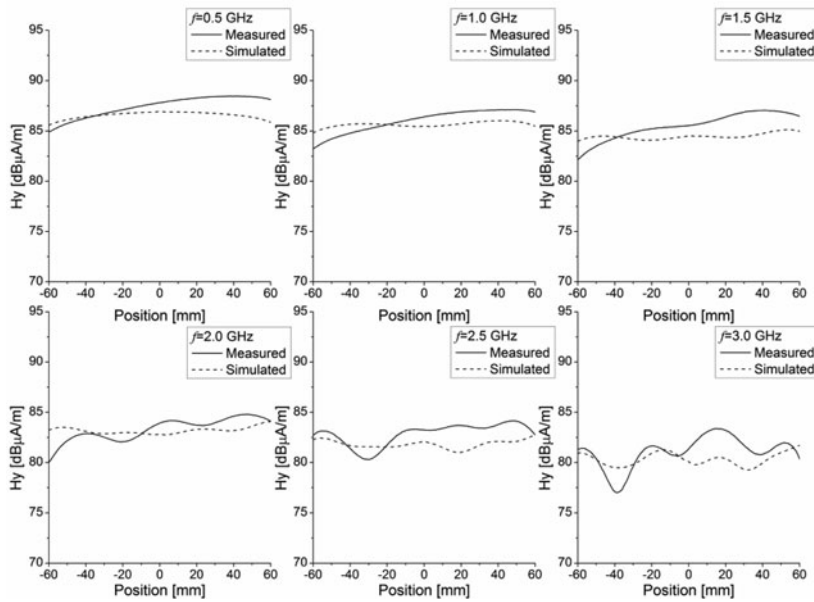 f=0.5 GHz
Measured
Simulated
95
90
85
80
75
70
Hy [dBµA/m]
-60 -40 -20 0 20 40 60
Position [mm]
f=1.0 GHz
Measured
Simulated
95
90
85
80
75
70
Hy [dBµA/m]
-60 -40 -20 0 20 40 60
Position [mm]
f=1.5 GHz
Measured
Simulated
95
90
85
80
75
70
Hy [dBµA/m]
-60 -40 -20 0 20 40 60
Position [mm]
f=2.0 GHz
Measured
Simulated
95
90
85
80
75
70
Hy [dBµA/m]
-60 -40 -20 0 20 40 60
Position [mm]
f=2.5 GHz
Measured
Simulated
95
90
85
80
75
70
Hy [dBµA/m]
-60 -40 -20 0 20 40 60
Position [mm]
f=3.0 GHz
Measured
Simulated
95
90
85
80
75
70
Hy [dBµA/m]
-60 -40 -20 0 20 40 60
Position [mm]